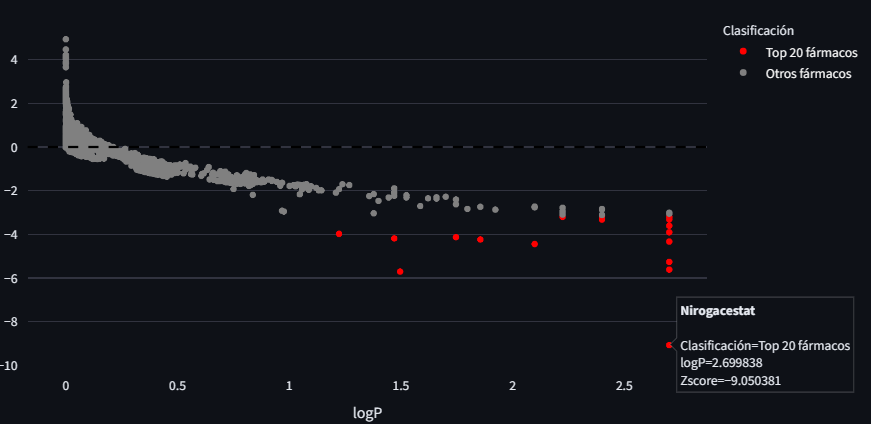 Clasificación
Top 20 fármacos
Otros fármacos
4
2
0
−2
−4
−6
−8
−10
Nirogacestat
Clasificación=Top 20 fármacos
logP=2.699838
Zscore=−9.050381
0
0.5
1
1.5
2
2.5
logP